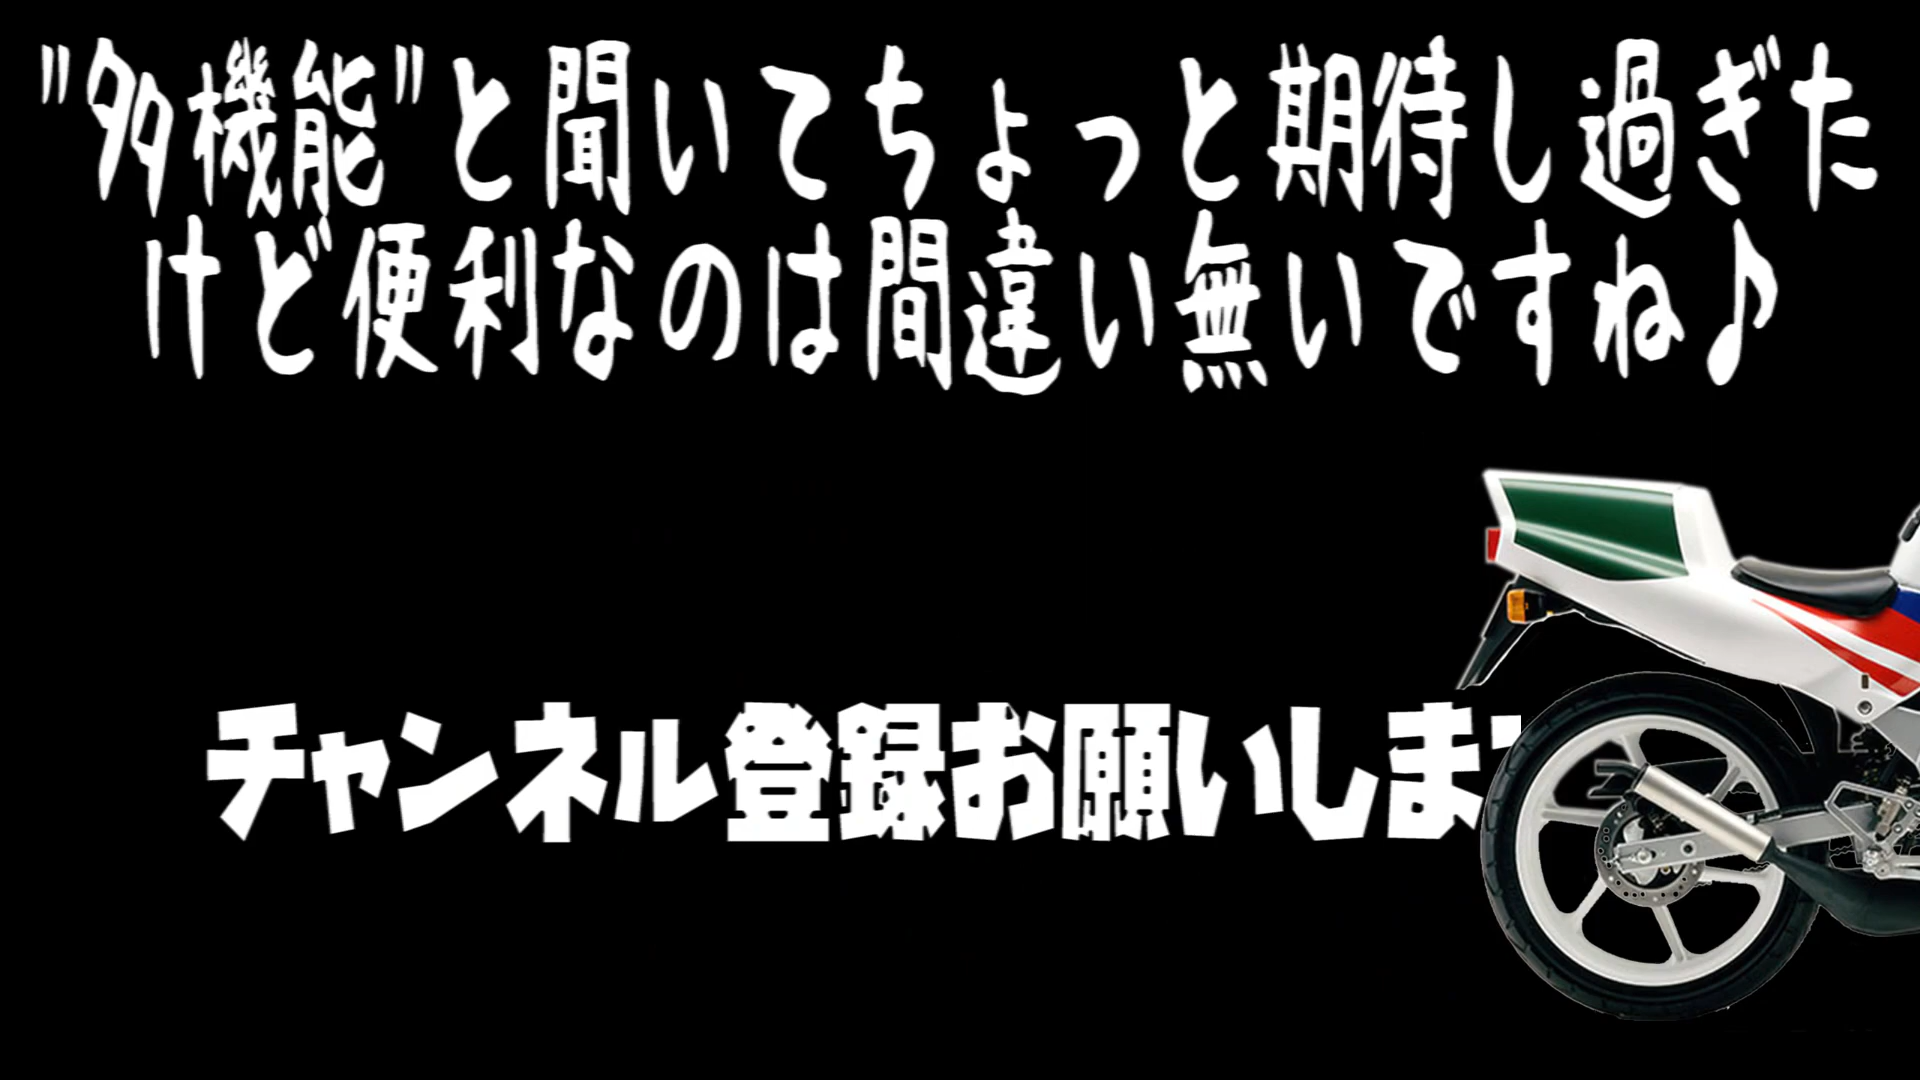 "多機能"と聞いてちょっと期待し過ぎた
けど便利なのは間違い無いですね♪
チャンネル登録お願いしま